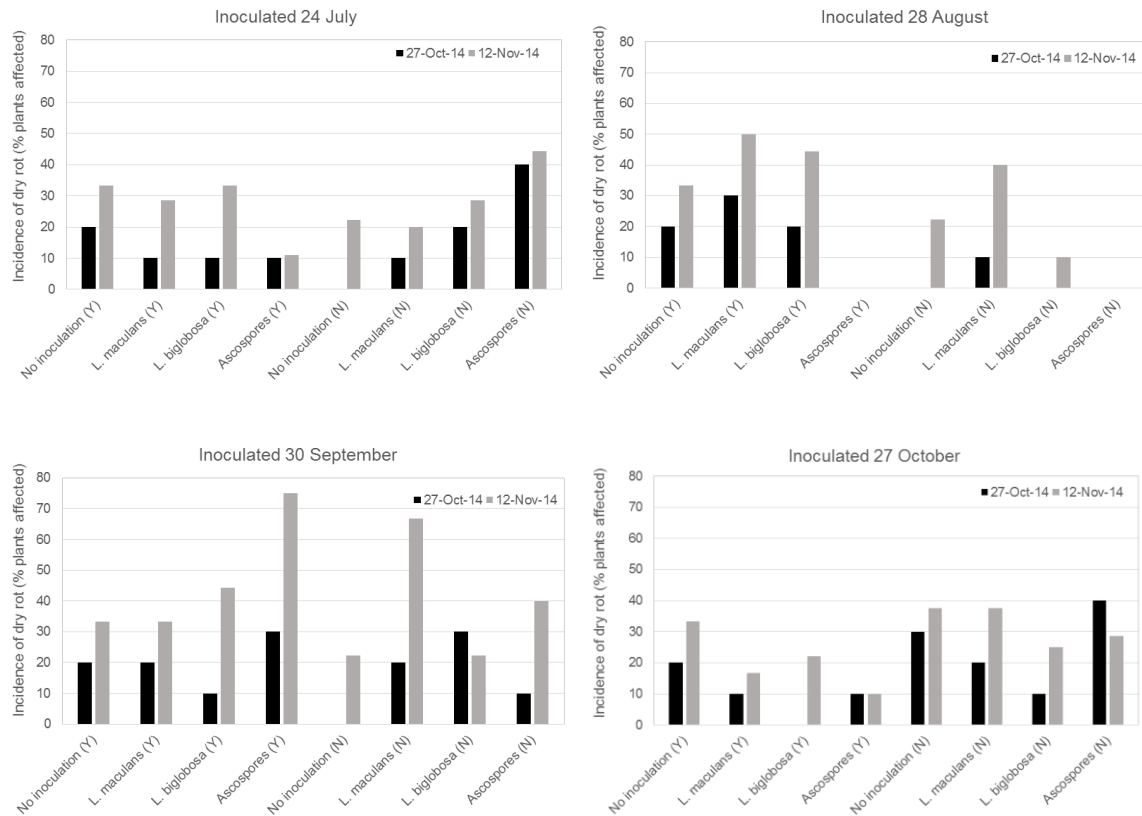 Inoculated 24 July
Incidence of dry rot (% plants affected)
27-Oct-14 12-Nov-14
80
70
60
50
40
30
20
10
0
No inoculation (Y)
L. maculans (Y)
L. biglobosa (Y)
Ascospores (Y)
No inoculation (N)
L. maculans (N)
L. biglobosa (N)
Ascospores (N)
Inoculated 28 August
Incidence of dry rot (% plants affected)
27-Oct-14 12-Nov-14
80
70
60
50
40
30
20
10
0
No inoculation (Y)
L. maculans (Y)
L. biglobosa (Y)
Ascospores (Y)
No inoculation (N)
L. maculans (N)
L. biglobosa (N)
Ascospores (N)
Inoculated 30 September
Incidence of dry rot (% plants affected)
27-Oct-14 12-Nov-14
80
70
60
50
40
30
20
10
0
No inoculation (Y)
L. maculans (Y)
L. biglobosa (Y)
Ascospores (Y)
No inoculation (N)
L. maculans (N)
L. biglobosa (N)
Ascospores (N)
Inoculated 27 October
Incidence of dry rot (% plants affected)
27-Oct-14 12-Nov-14
80
70
60
50
40
30
20
10
0
No inoculation (Y)
L. maculans (Y)
L. biglobosa (Y)
Ascospores (Y)
No inoculation (N)
L. maculans (N)
L. biglobosa (N)
Ascospores (N)